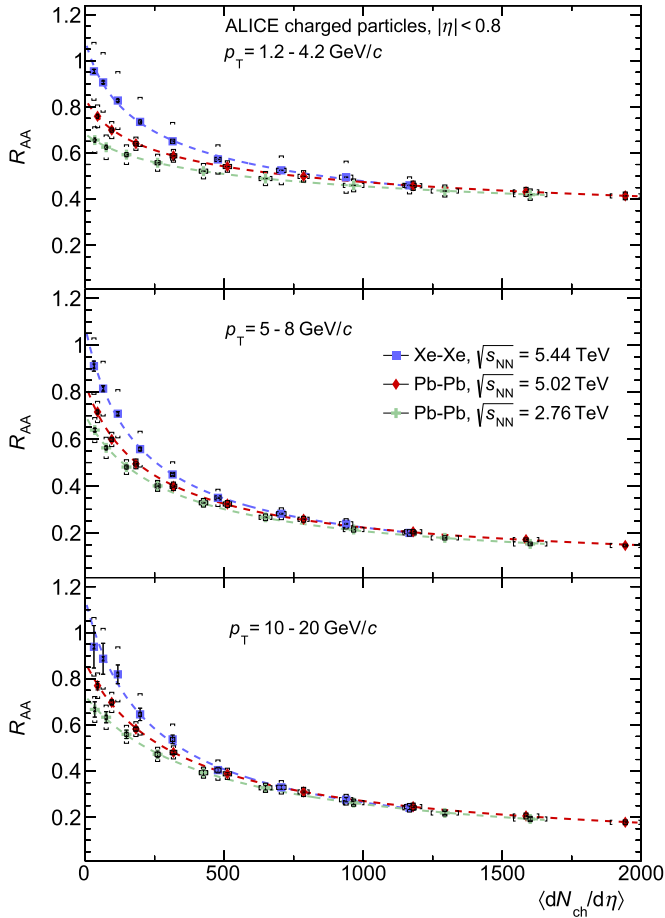 ALICE charged particles, |η| < 0.8
p_T = 1.2 - 4.2 GeV/c
1.2
1
0.8
0.6
0.4
0.2
R_AA
p_T = 5 - 8 GeV/c
Xe-Xe, √s_NN = 5.44 TeV
Pb-Pb, √s_NN = 5.02 TeV
Pb-Pb, √s_NN = 2.76 TeV
1.2
1
0.8
0.6
0.4
0.2
R_AA
p_T = 10 - 20 GeV/c
1.2
1
0.8
0.6
0.4
0.2
R_AA
0 500 1000 1500 2000
⟨dN_ch/dη⟩